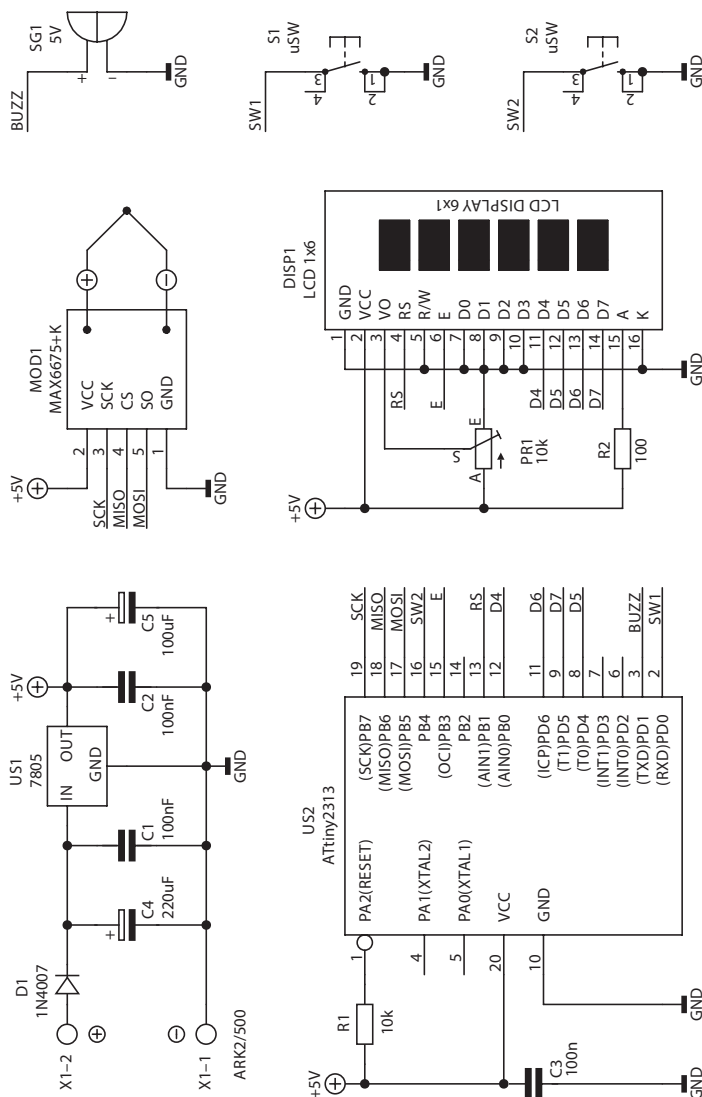 SG1
5V
+
–
BUZZ
GND
S1
uSW
3
4
1
2
SW1
GND
S2
uSW
3
4
1
2
SW2
GND
MOD1
MAX6675+K
+
–
VCC
SCK
CS
SO
GND
2
3
4
5
1
+5V
SCK
MISO
MOSI
GND
DISP1
LCD 1x6
LCD DISPLAY 6x1
GND
VCC
VO
RS
R/W
E
D0
D1
D2
D3
D4
D5
D6
D7
A
K
1
2
3
4
5
6
7
8
9
10
11
12
13
14
15
16
RS
E
D4
D5
D6
D7
GND
E
S
A
PR1
10k
R2
100
+5V
+5V
+
C5
100uF
C2
100nF
US1
7805
IN
OUT
GND
GND
C1
100nF
+
C4
220uF
D1
1N4007
+
–
X1-2
X1-1
ARK2/500
US2
ATtiny2313
19
18
17
16
15
14
13
12
11
9
8
7
6
3
2
SCK
MISO
MOSI
SW2
E
RS
D4
D6
D7
D5
BUZZ
SW1
(SCK)PB7
(MISO)PB6
(MOSI)PB5
PB4
(OCI)PB3
PB2
(AIN1)PB1
(AIN0)PB0
(ICP)PD6
(T1)PD5
(T0)PD4
(INT1)PD3
(INT0)PD2
(TXD)PD1
(RXD)PD0
PA2(RESET)
PA1(XTAL2)
PA0(XTAL1)
VCC
GND
1
4
5
20
10
R1
10k
+5V
C3
100n
GND
GND